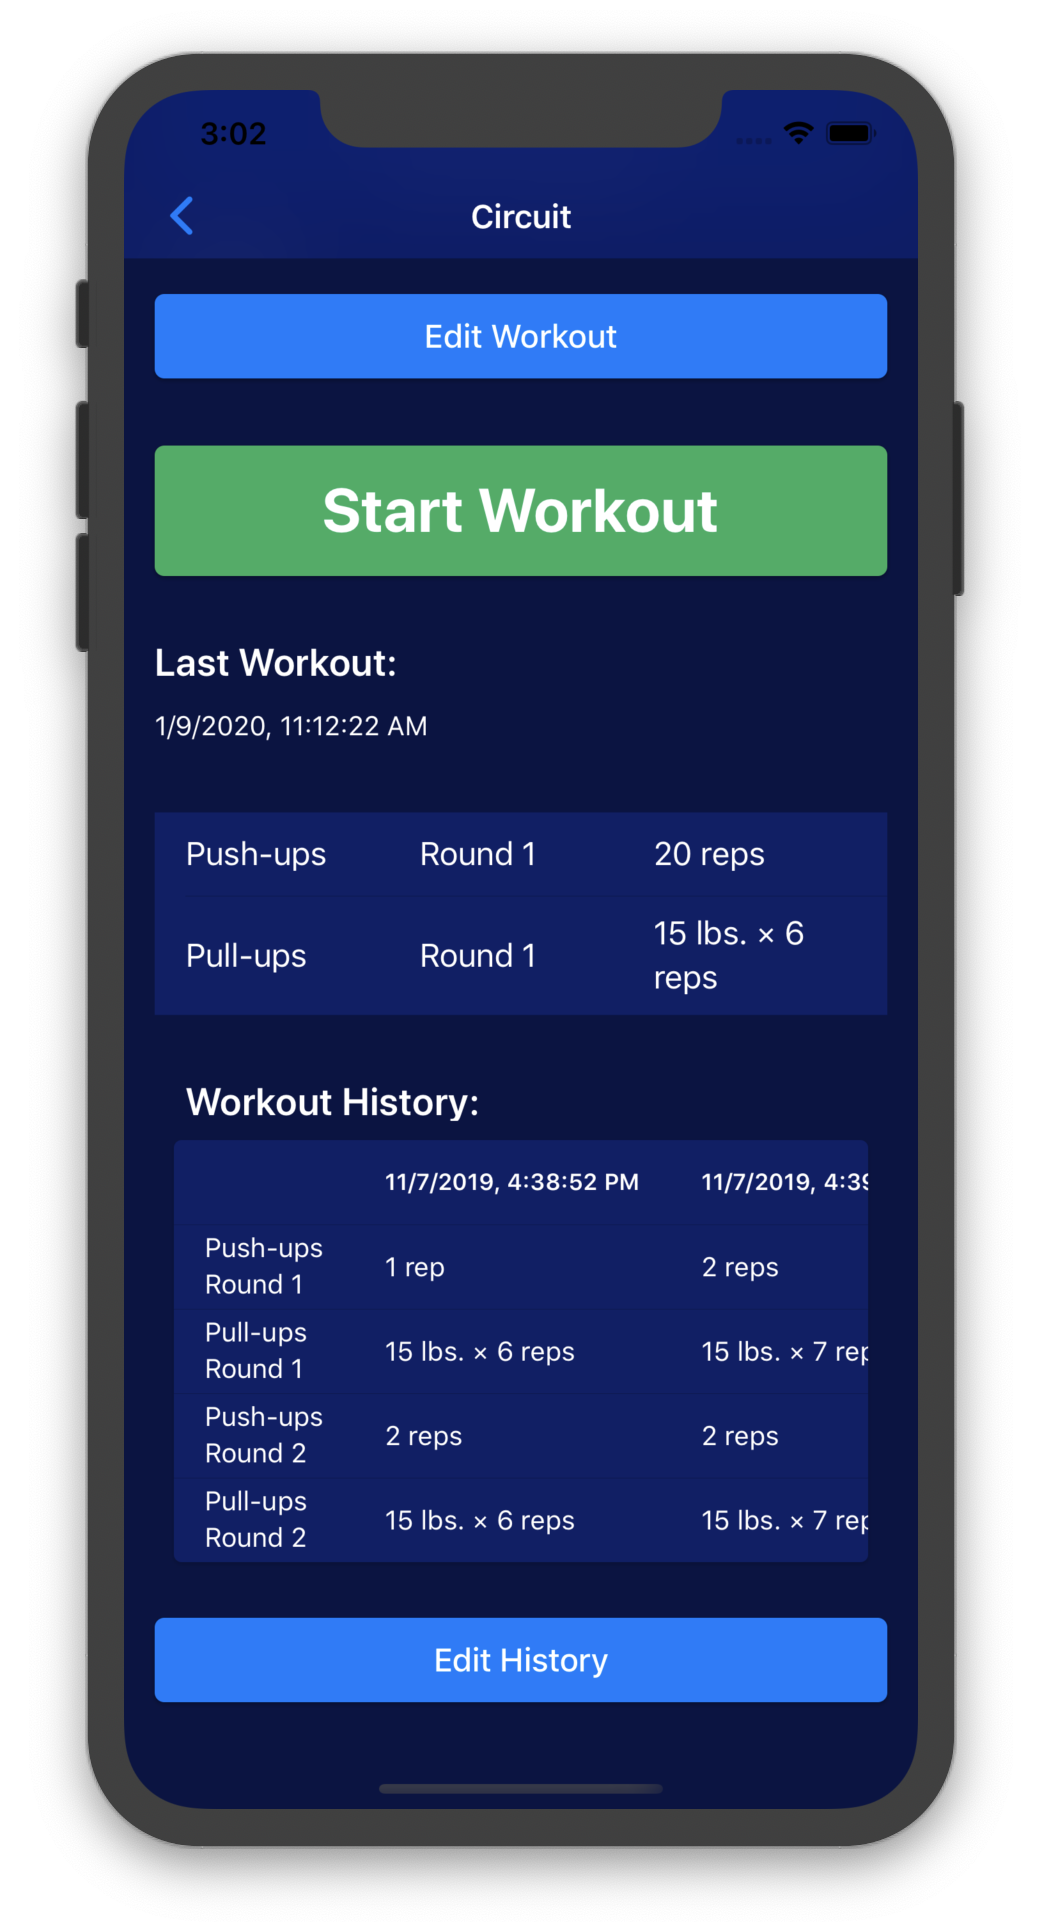 3:02
Circuit
Edit Workout
Start Workout
Last Workout:
1/9/2020, 11:12:22 AM
Push-ups Round 1 20 reps
Pull-ups Round 1 15 lbs. × 6
reps
Workout History:
11/7/2019, 4:38:52 PM 11/7/2019, 4:39
Push-ups
Round 1 1 rep 2 reps
Pull-ups
Round 1 15 lbs. × 6 reps 15 lbs. × 7 rep
Push-ups
Round 2 2 reps 2 reps
Pull-ups
Round 2 15 lbs. × 6 reps 15 lbs. × 7 rep
Edit History